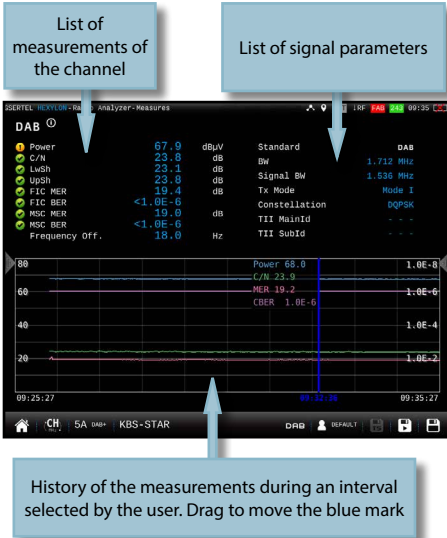 List of
measurements of
the channel
List of signal parameters
HEXYLON-Radio Analyzer-Measures
RF FAB 243 09:35
DAB
Power 67.9 dBµV
C/N 23.8 dB
LwSh 23.1 dB
UpSh 23.8 dB
FIC MER 19.4 dB
FIC BER <1.0E-6
MSC MER 19.0 dB
MSC BER <1.0E-6
Frequency Off. 18.0 Hz
Standard DAB
BW 1.712 MHz
Signal BW 1.536 MHz
Tx Mode Mode I
Constellation DQPSK
TII MainId - - -
TII SubId - - -
80 Power 68.0 1.0E-8
C/N 23.9
60 MER 19.2 1.0E-6
CBER 1.0E-6
40 1.0E-4
20 1.0E-2
09:25:27 09:35:27
CH 5A DAB+ KBS-STAR DAB DEFAULT
History of the measurements during an interval
selected by the user. Drag to move the blue mark